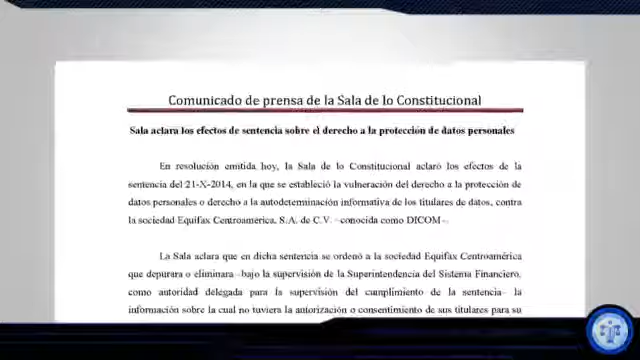 Comunicado de prensa de la Sala de lo Constitucional
Sala aclara los efectos de sentencia sobre el derecho a la protección de datos personales
En resolución emitida hoy, la Sala de lo Constitucional aclaró los efectos de la
sentencia del 21-X-2014, en la que se estableció la vulneración del derecho a la protección de
datos personales o derecho a la autodeterminación informativa de los titulares de datos, contra
la sociedad Equifax Centroamérica, S.A. de C.V. –conocida como DICOM–.
La Sala aclara que en dicha sentencia se ordenó a la sociedad Equifax Centroamérica
que depurara o eliminara –bajo la supervisión de la Superintendencia del Sistema Financiero,
como autoridad delegada para la supervisión del cumplimiento de la sentencia– la
información sobre la cual no tuviera la autorización o consentimiento de sus titulares para su